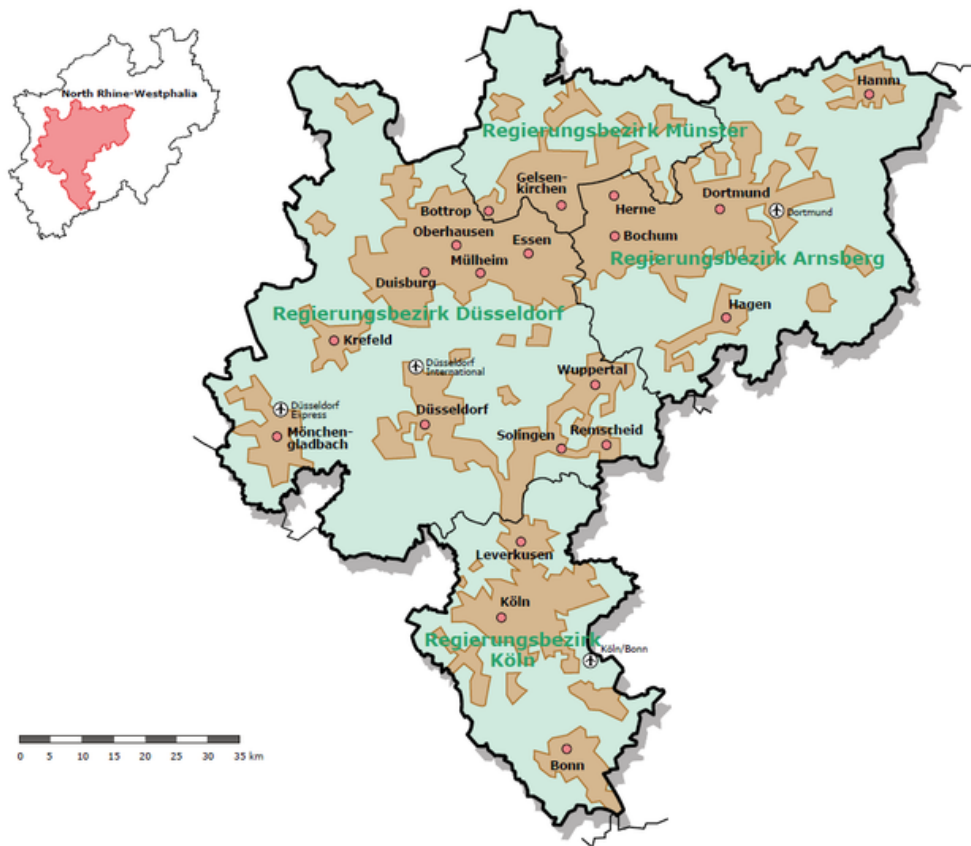 North Rhine-Westphalia
Hamm
Regierungsbezirk Münster
Gelsen-
kirchen
Bottrop
Herne
Dortmund
Dortmund
Oberhausen
Essen
Bochum
Mülheim
Regierungsbezirk Arnsberg
Duisburg
Regierungsbezirk Düsseldorf
Hagen
Krefeld
Düsseldorf
International
Wuppertal
Düsseldorf
Express
Düsseldorf
Mönchen-
gladbach
Solingen
Remscheid
Leverkusen
Köln
Regierungsbezirk
Köln
Köln/Bonn
Bonn
0 5 10 15 20 25 30 35 km